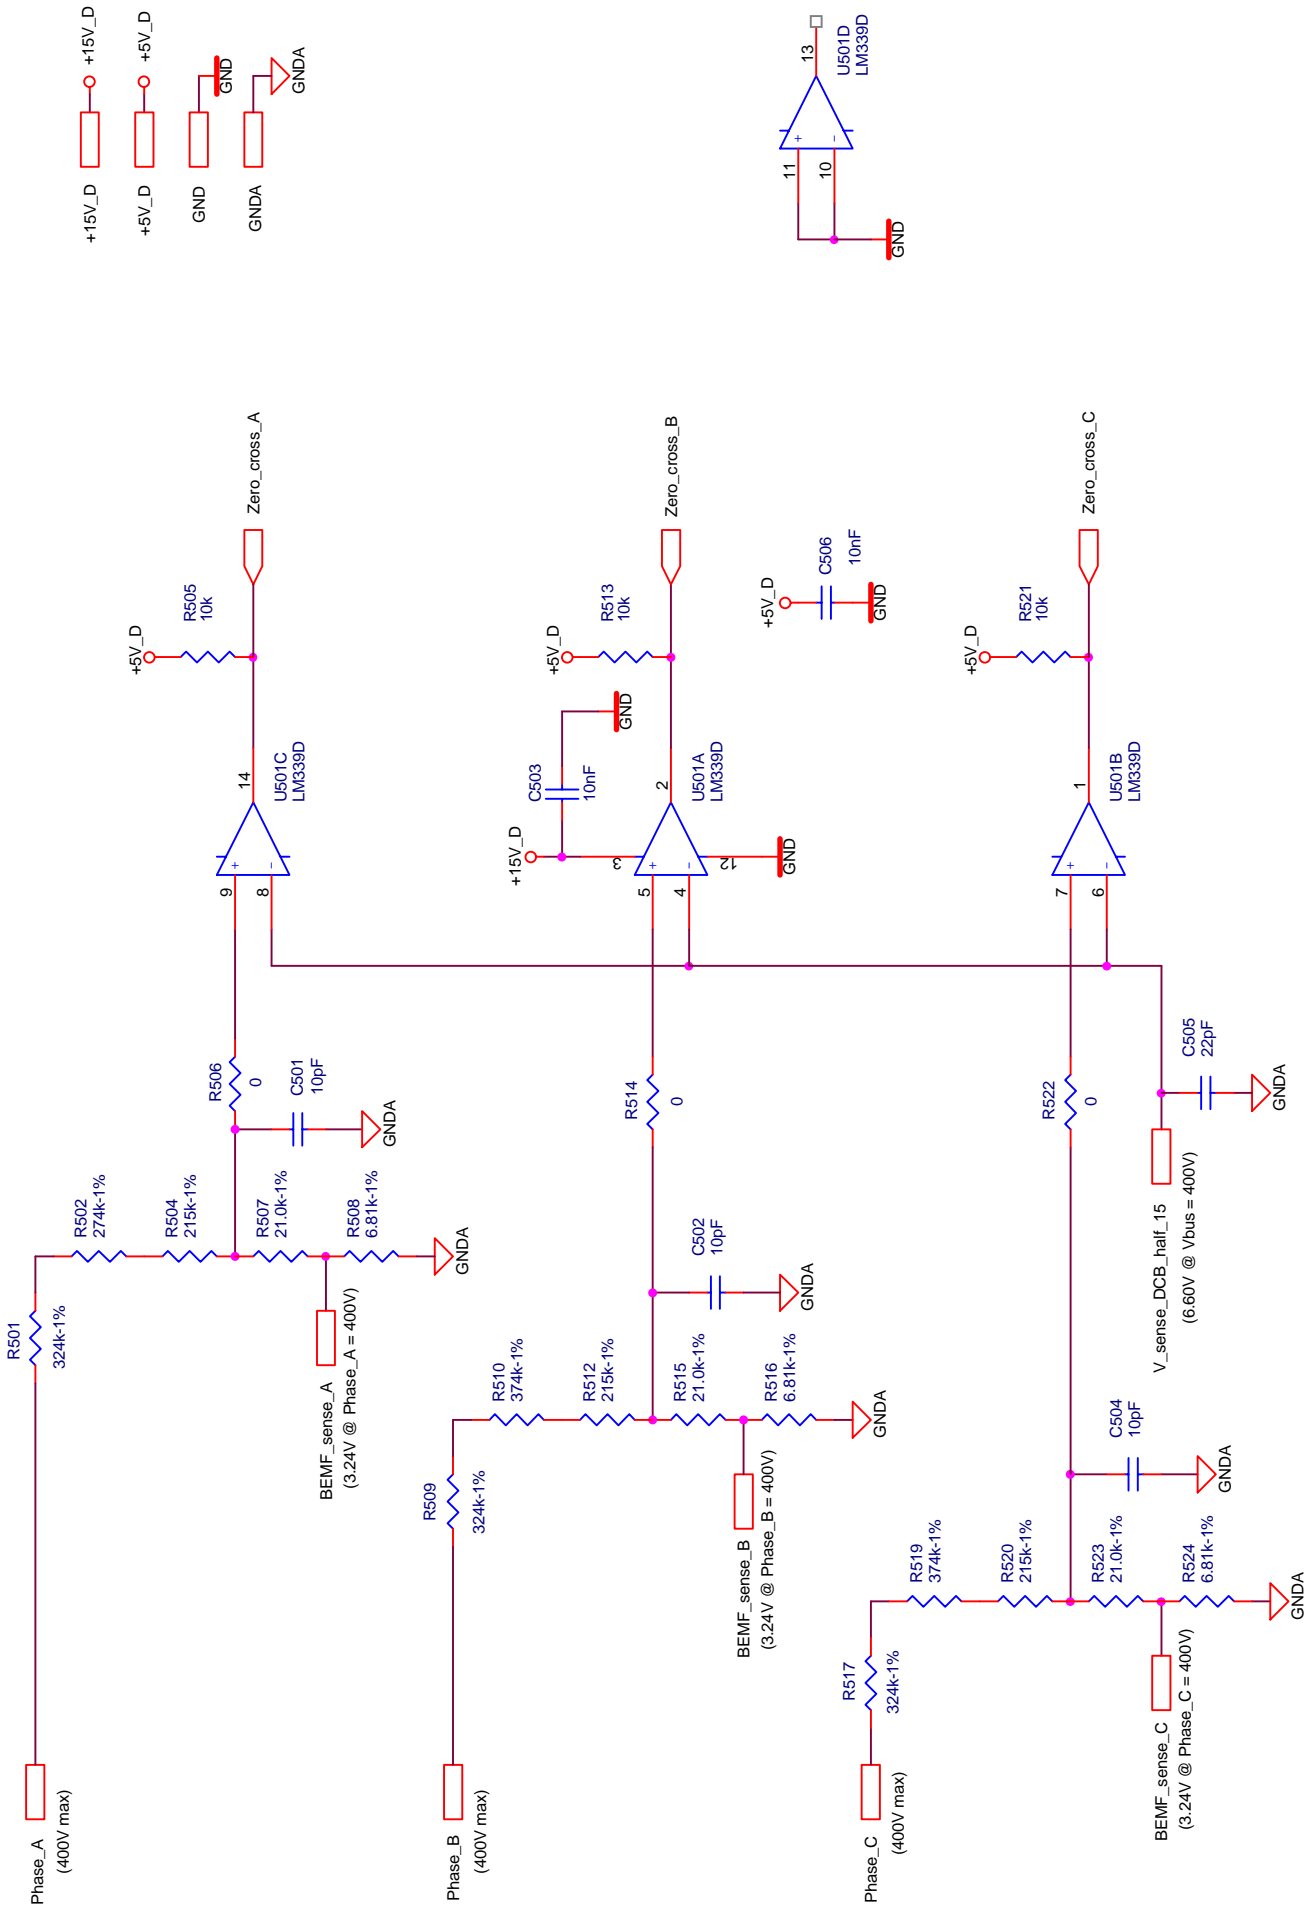 Phase_A
(400V max)
R501
324k-1%
R502
274k-1%
R504
215k-1%
R507
21.0k-1%
R508
6.81k-1%
GNDA
BEMF_sense_A
(3.24V @ Phase_A = 400V)
R506
0
C501
10pF
GNDA
9
8
+
-
14
U501C
LM339D
+5V_D
R505
10k
Zero_cross_A
+15V_D
+15V_D
+5V_D
+5V_D
GND
GND
GNDA
GNDA
Phase_B
(400V max)
R509
324k-1%
R510
374k-1%
R512
215k-1%
R515
21.0k-1%
R516
6.81k-1%
GNDA
BEMF_sense_B
(3.24V @ Phase_B = 400V)
C502
10pF
GNDA
R514
0
5
4
+
-
3
12
2
U501A
LM339D
+15V_D
C503
10nF
GND
GND
+5V_D
R513
10k
Zero_cross_B
+5V_D
C506
10nF
GND
11
10
+
-
13
U501D
LM339D
GND
Phase_C
(400V max)
R517
324k-1%
R519
374k-1%
R520
215k-1%
R523
21.0k-1%
R524
6.81k-1%
GNDA
BEMF_sense_C
(3.24V @ Phase_C = 400V)
C504
10pF
GNDA
R522
0
7
6
+
-
1
U501B
LM339D
+5V_D
R521
10k
Zero_cross_C
V_sense_DCB_half_15
(6.60V @ Vbus = 400V)
C505
22pF
GNDA